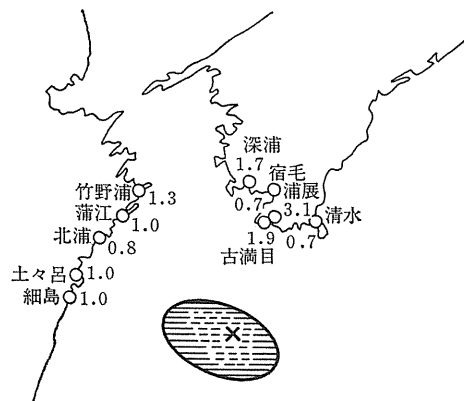 深浦
1.7
宿毛
0.7
浦展
3.1
清水
1.9
0.7
古満目
竹野浦
1.3
蒲江
1.0
北浦
0.8
土々呂
1.0
細島
1.0